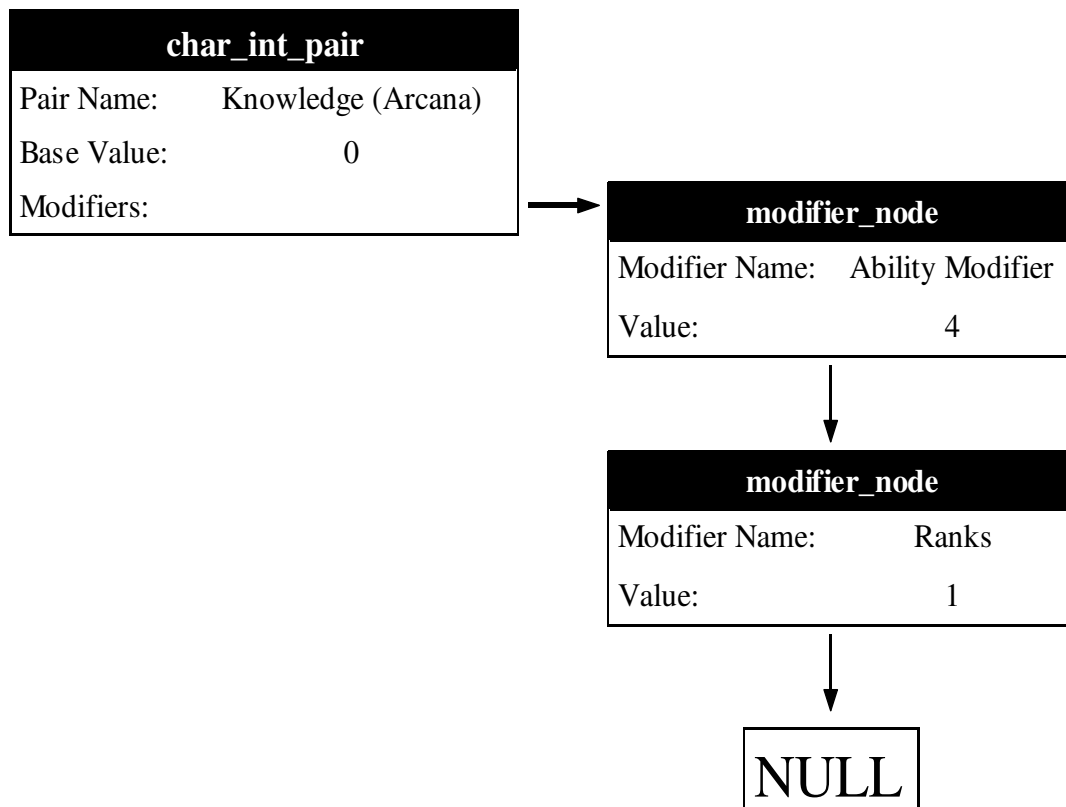 char_int_pair
Pair Name: Knowledge (Arcana)
Base Value: 0
Modifiers:
modifier_node
Modifier Name: Ability Modifier
Value: 4
modifier_node
Modifier Name: Ranks
Value: 1
NULL